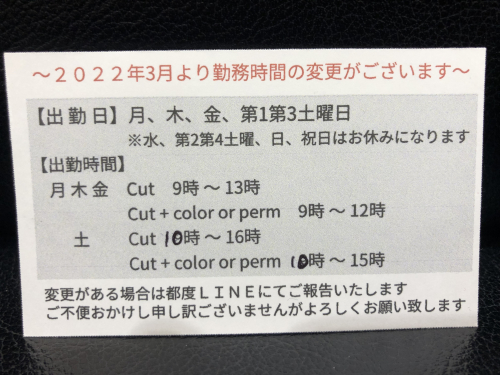 ～２０２２年3月より勤務時間の変更がございます～
【出 勤 日】月、木、金、第1第3土曜日
※水、第2第4土曜、日、祝日はお休みになります
【出勤時間】
月 木 金 Cut 9時 ～ 13時
Cut + color or perm 9時 ～ 12時
土 Cut 10時 ～ 16時
Cut + color or perm 10時 ～ 15時
変更がある場合は都度ＬＩＮＥにてご報告いたします
ご不便おかけし申し訳ございませんがよろしくお願い致します